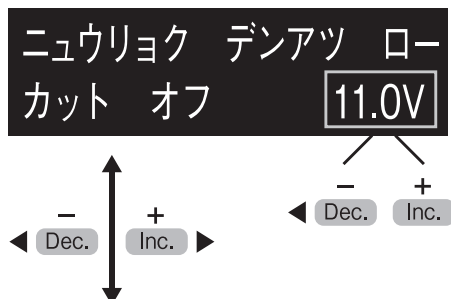 ニュウリョク デンアツ ロー
カット オフ 11.0V
− +
◀ Dec. Inc. ▶
− +
◀ Dec. Inc.